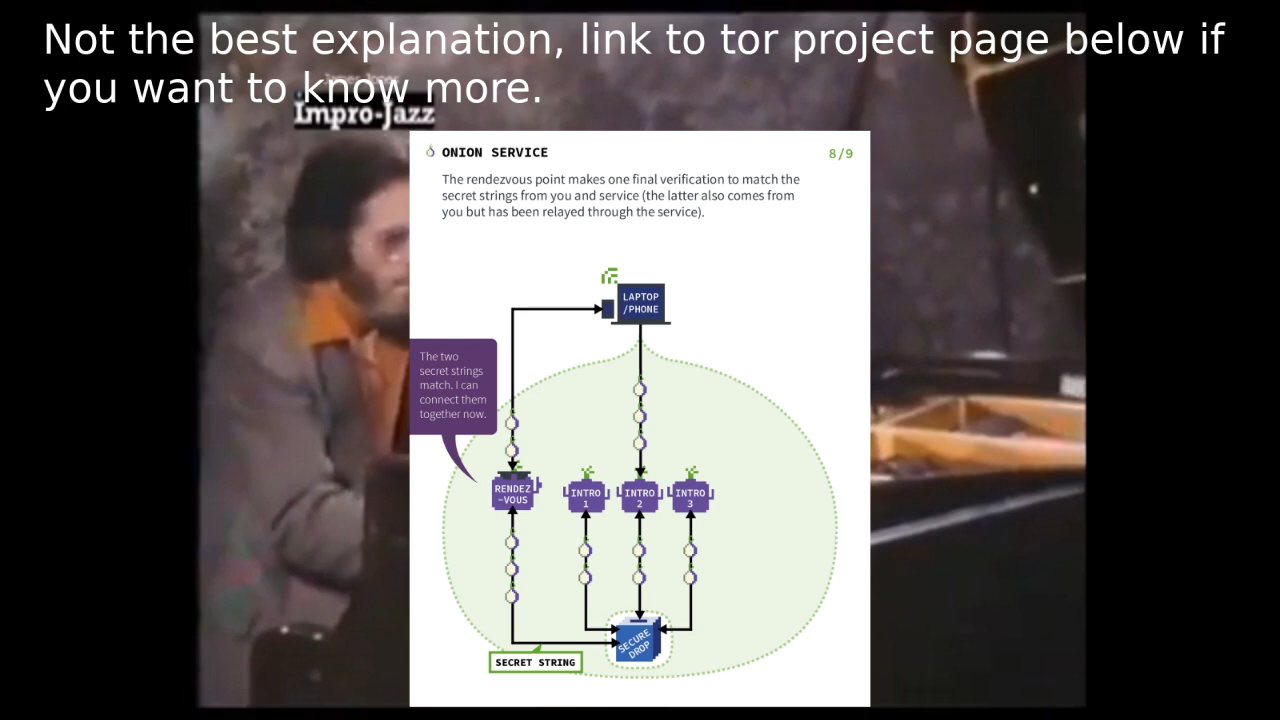 Not the best explanation, link to tor project page below if
you want to know more.
Impro-Jazz
ONION SERVICE
8/9
The rendezvous point makes one final verification to match the
secret strings from you and service (the latter also comes from
you but has been relayed through the service).
LAPTOP
/PHONE
The two
secret strings
match. I can
connect them
together now.
RENDEZ
-VOUS
INTRO
1
INTRO
2
INTRO
3
SECURE
DROP
SECRET STRING